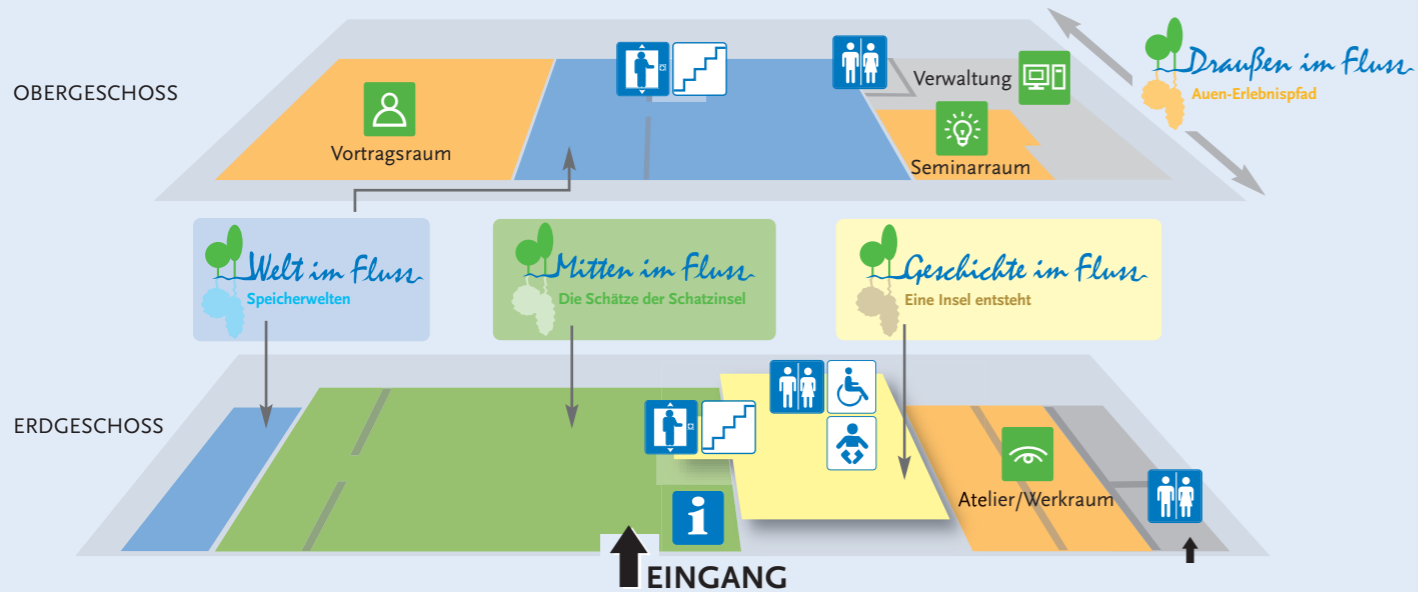 OBERGESCHOSS
Vortragsraum
Verwaltung
Seminarraum
Draußen im Fluss
Auen-Erlebnispfad
Welt im Fluss
Speicherwelten
Mitten im Fluss
Die Schätze der Schatzinsel
Geschichte im Fluss
Eine Insel entsteht
ERDGESCHOSS
Atelier/Werkraum
i
EINGANG